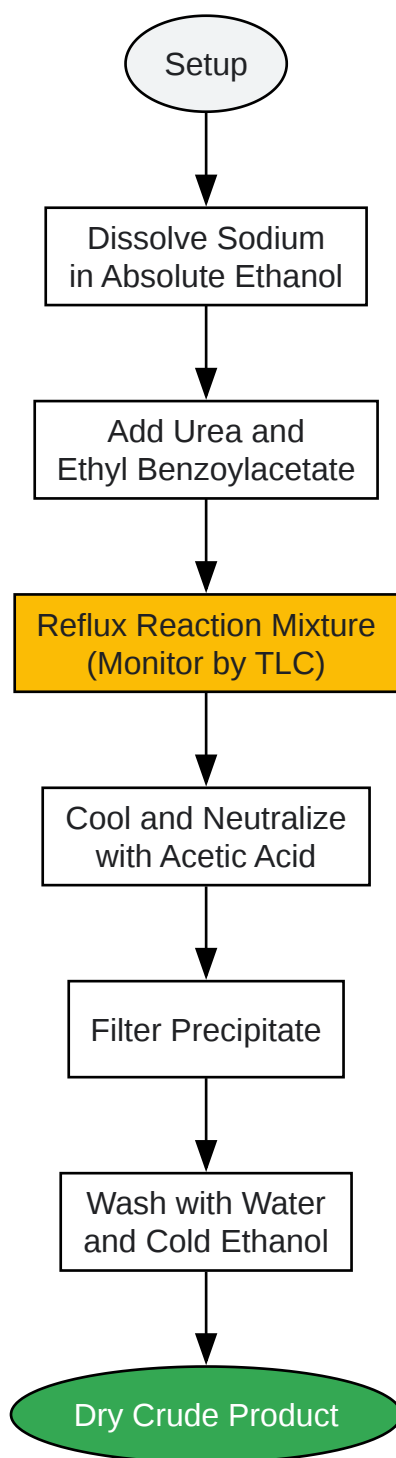 Setup
Dissolve Sodium
in Absolute Ethanol
Add Urea and
Ethyl Benzoylacetate
Reflux Reaction Mixture
(Monitor by TLC)
Cool and Neutralize
with Acetic Acid
Filter Precipitate
Wash with Water
and Cold Ethanol
Dry Crude Product